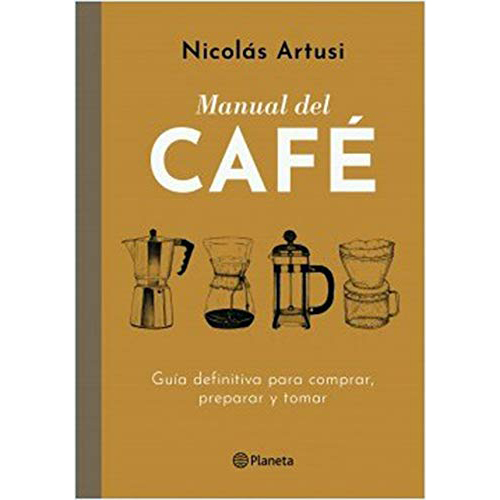 Nicolás Artusi
Manual del
CAFÉ
Guía definitiva para comprar,
preparar y tomar
Planeta